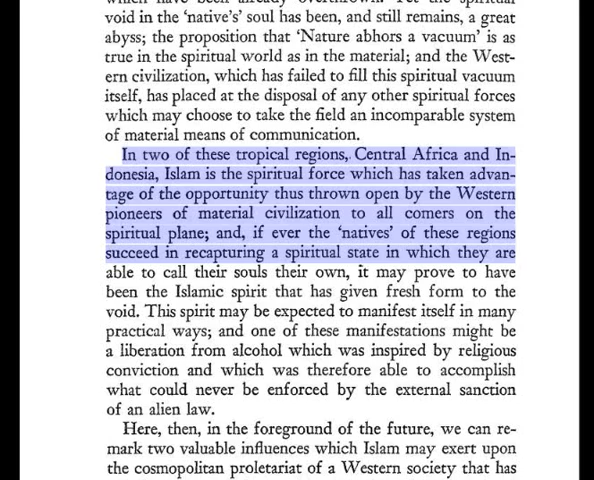 which have been already overthrown. Yet the spiritual
void in the ‘native’s’ soul has been, and still remains, a great
abyss; the proposition that ‘Nature abhors a vacuum’ is as
true in the spiritual world as in the material; and the West-
ern civilization, which has failed to fill this spiritual vacuum
itself, has placed at the disposal of any other spiritual forces
which may choose to take the field an incomparable system
of material means of communication.
In two of these tropical regions, Central Africa and In-
donesia, Islam is the spiritual force which has taken advan-
tage of the opportunity thus thrown open by the Western
pioneers of material civilization to all comers on the
spiritual plane; and, if ever the ‘natives’ of these regions
succeed in recapturing a spiritual state in which they are
able to call their souls their own, it may prove to have
been the Islamic spirit that has given fresh form to the
void. This spirit may be expected to manifest itself in many
practical ways; and one of these manifestations might be
a liberation from alcohol which was inspired by religious
conviction and which was therefore able to accomplish
what could never be enforced by the external sanction
of an alien law.
Here, then, in the foreground of the future, we can re-
mark two valuable influences which Islam may exert upon
the cosmopolitan proletariat of a Western society that has